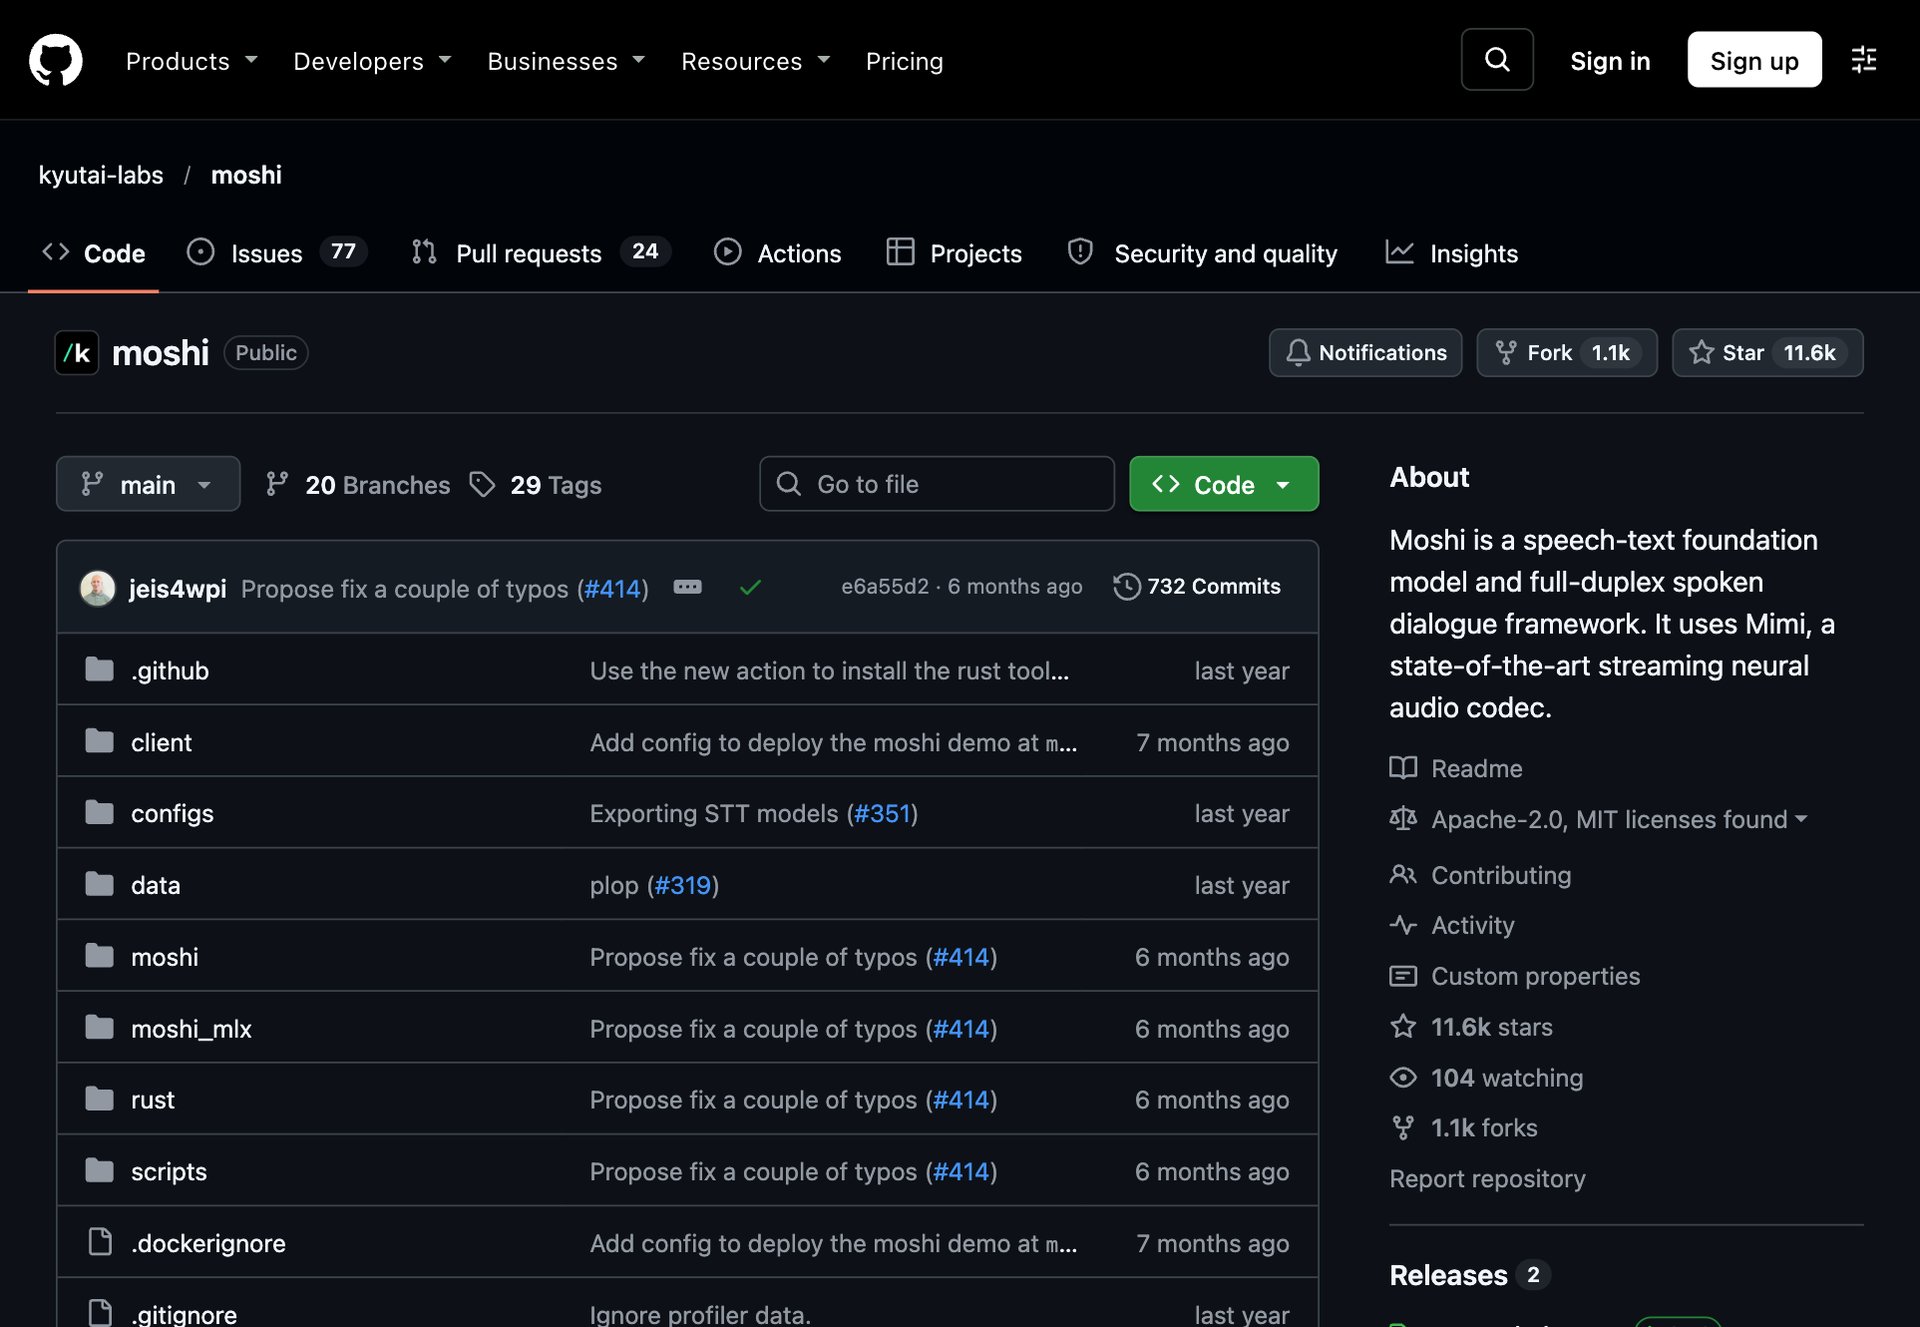 Products Developers Businesses Resources Pricing Sign in Sign up
kyutai-labs / moshi
Code Issues 77 Pull requests 24 Actions Projects Security and quality Insights
/k moshi Public Notifications Fork 1.1k Star 11.6k
main 20 Branches 29 Tags Go to file Code
jeis4wpi Propose fix a couple of typos (#414) e6a55d2 · 6 months ago 732 Commits
.github Use the new action to install the rust tool... last year
client Add config to deploy the moshi demo at m... 7 months ago
configs Exporting STT models (#351) last year
data plop (#319) last year
moshi Propose fix a couple of typos (#414) 6 months ago
moshi_mlx Propose fix a couple of typos (#414) 6 months ago
rust Propose fix a couple of typos (#414) 6 months ago
scripts Propose fix a couple of typos (#414) 6 months ago
.dockerignore Add config to deploy the moshi demo at m... 7 months ago
.gitignore Ignore profiler data. last year
About
Moshi is a speech-text foundation
model and full-duplex spoken
dialogue framework. It uses Mimi, a
state-of-the-art streaming neural
audio codec.
Readme
Apache-2.0, MIT licenses found
Contributing
Activity
Custom properties
11.6k stars
104 watching
1.1k forks
Report repository
Releases 2